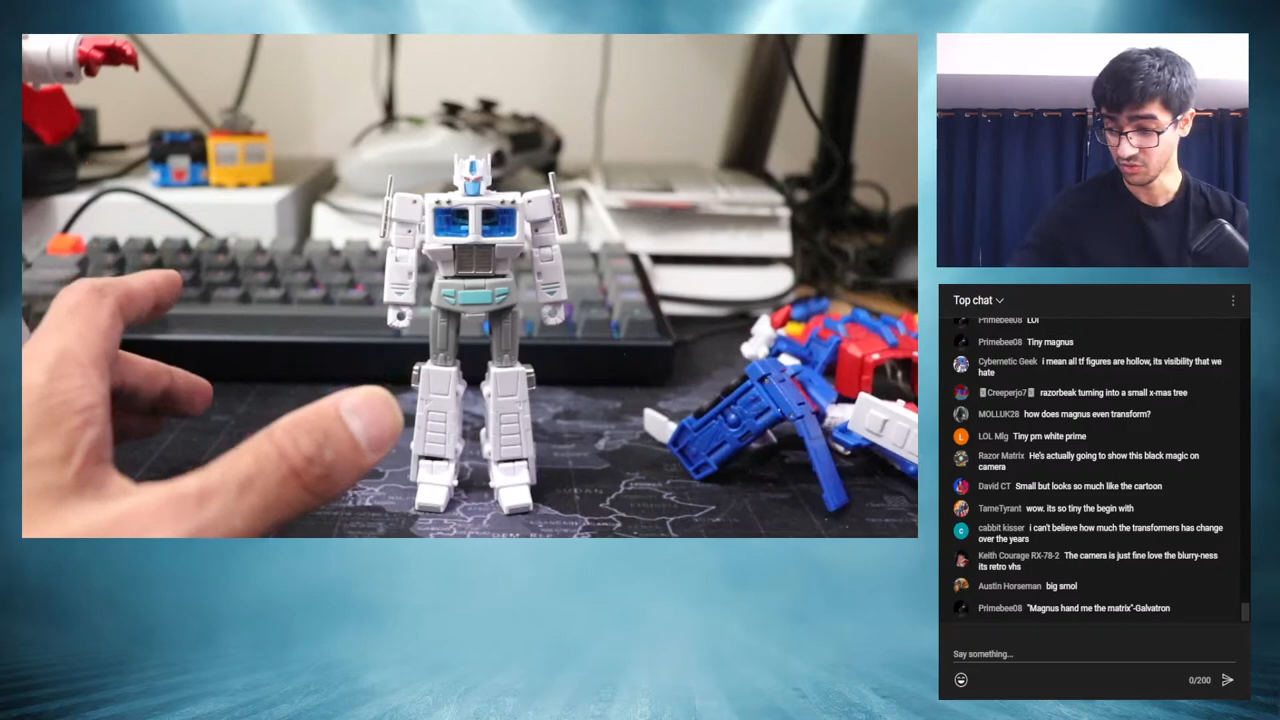 Top chat
Primebee08 LOl
Primebee08 Tiny magnus
Cybernetic Geek i mean all tf figures are hollow, its visibility that we
hate
Creeperjo7 razorbeak turning into a small x-mas tree
MOLLUK28 how does magnus even transform?
LOL Mlg Tiny pm white prime
Razor Matrix He's actually going to show this black magic on
camera
David CT Small but looks so much like the cartoon
TameTyrant wow. its so tiny the begin with
cabbit kisser i can't believe how much the transformers has change
over the years
Keith Courage RX-78-2 The camera is just fine love the blurry-ness
its retro vhs
Austin Horseman big smol
Primebee08 "Magnus hand me the matrix"-Galvatron
Say something...
0/200
SUDAN